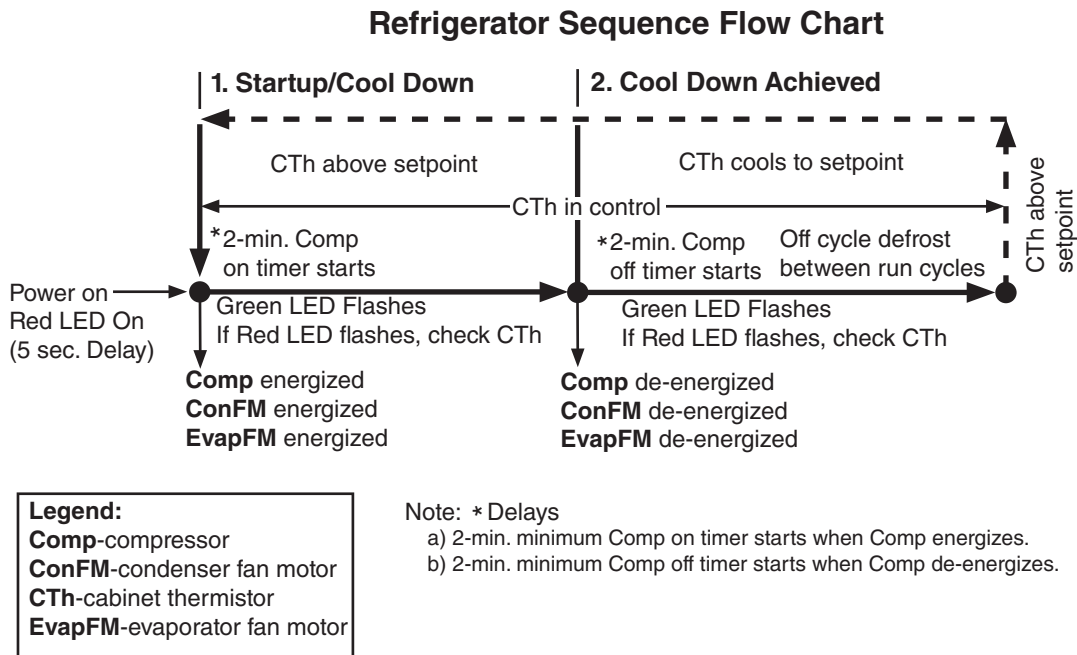 Refrigerator Sequence Flow Chart
1. Startup/Cool Down
2. Cool Down Achieved
CTh above setpoint
CTh cools to setpoint
CTh above
setpoint
CTh in control
*2-min. Comp
on timer starts
*2-min. Comp
off timer starts
Off cycle defrost
between run cycles
Power on
Red LED On
(5 sec. Delay)
Green LED Flashes
If Red LED flashes, check CTh
Green LED Flashes
If Red LED flashes, check CTh
Comp energized
ConFM energized
EvapFM energized
Comp de-energized
ConFM de-energized
EvapFM de-energized
Legend:
Comp-compressor
ConFM-condenser fan motor
CTh-cabinet thermistor
EvapFM-evaporator fan motor
Note: * Delays
a) 2-min. minimum Comp on timer starts when Comp energizes.
b) 2-min. minimum Comp off timer starts when Comp de-energizes.